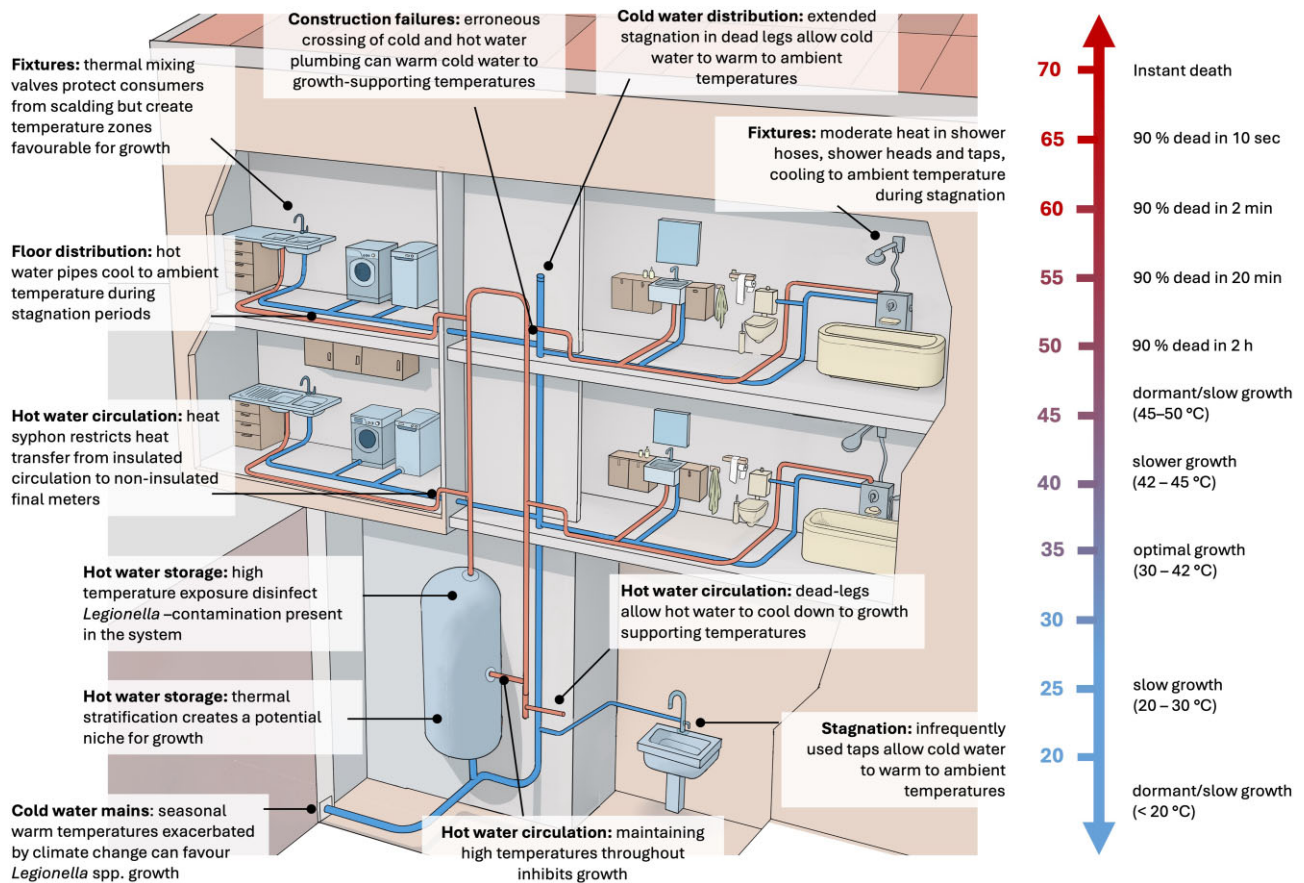 Construction failures: erroneous
crossing of cold and hot water
plumbing can warm cold water to
growth-supporting temperatures
Cold water distribution: extended
stagnation in dead legs allow cold
water to warm to ambient
temperatures
Fixtures: thermal mixing
valves protect consumers
from scalding but create
temperature zones
favourable for growth
Fixtures: moderate heat in shower
hoses, shower heads and taps,
cooling to ambient temperature
during stagnation
Floor distribution: hot
water pipes cool to ambient
temperature during
stagnation periods
Hot water circulation: heat
syphon restricts heat
transfer from insulated
circulation to non-insulated
final meters
Hot water storage: high
temperature exposure disinfect
Legionella –contamination present
in the system
Hot water circulation: dead-legs
allow hot water to cool down to growth
supporting temperatures
Hot water storage: thermal
stratification creates a potential
niche for growth
Stagnation: infrequently
used taps allow cold water
to warm to ambient
temperatures
Cold water mains: seasonal
warm temperatures exacerbated
by climate change can favour
Legionella spp. growth
Hot water circulation: maintaining
high temperatures throughout
inhibits growth
70 Instant death
65 90 % dead in 10 sec
60 90 % dead in 2 min
55 90 % dead in 20 min
50 90 % dead in 2 h
dormant/slow growth
45 (45–50 °C)
slower growth
40 (42 – 45 °C)
35 optimal growth
(30 – 42 °C)
30
25 slow growth
(20 – 30 °C)
20
dormant/slow growth
(< 20 °C)